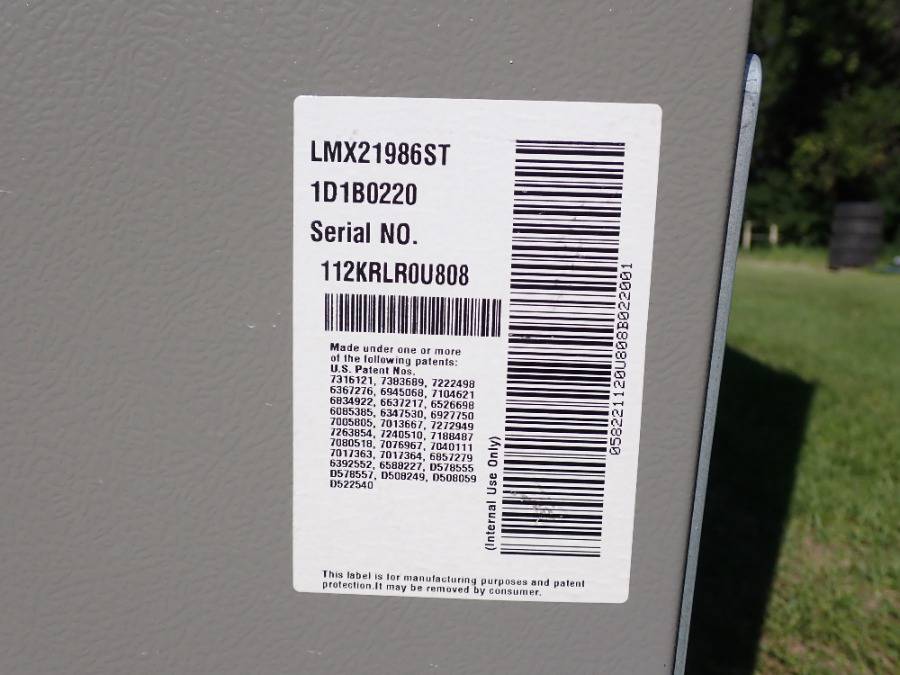 LMX21986ST
1D1B0220
Serial NO.
112KRLR0U808
Made under one or more
of the following patents:
U.S. Patent Nos.
7316121, 7383689, 7222498
6367276, 6945068, 7104621
6834922, 6637217, 6526698
6085385, 6347530, 6927750
7005805, 7013667, 7272949
7263854, 7240510, 7188487
7080518, 7076967, 7040111
7017363, 7017364, 6857279
6392552, 6588227, D578555
D578557, D508249, D508059
D522540
(Internal Use Only)
058221120U808B022001
This label is for manufacturing purposes and patent
protection.It may be removed by consumer.